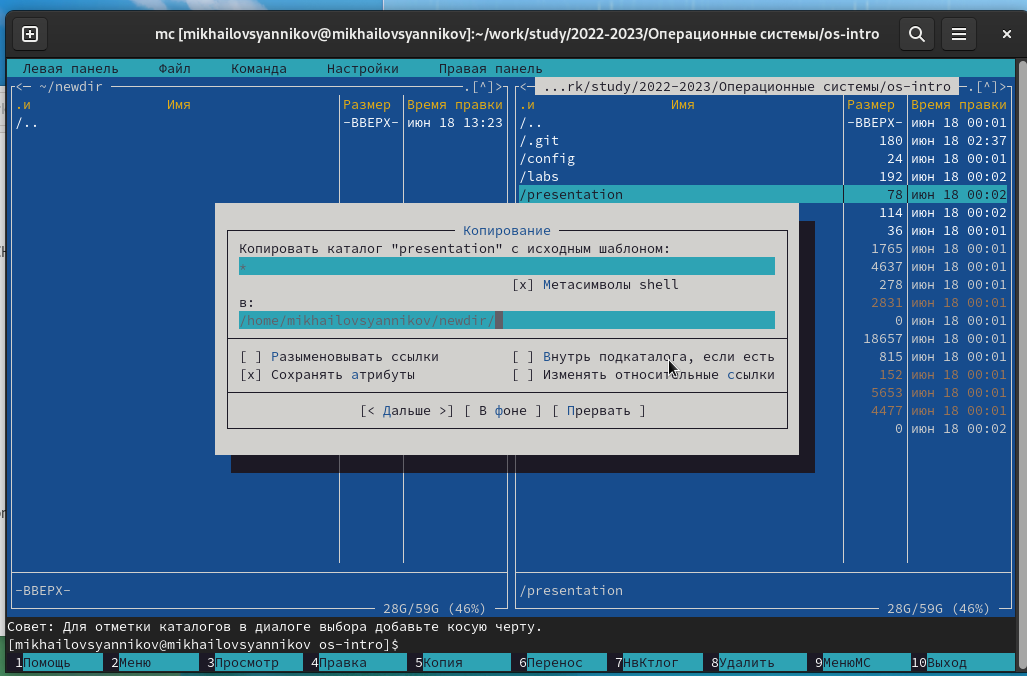 mc [mikhailovsyannikov@mikhailovsyannikov]:~/work/study/2022-2023/Операционные системы/os-intro
Левая панель Файл Команда Настройки Правая панель
<— ~/newdir .[^]> <— ...rk/study/2022-2023/Операционные системы/os-intro .[^]>
.и Имя Размер Время правки .и Имя Размер Время правки
/.. -ВВЕРХ- июн 18 13:23 /.. -ВВЕРХ- июн 18 00:01
/.git 180 июн 18 02:37
/config 24 июн 18 00:01
/labs 192 июн 18 00:02
/presentation 78 июн 18 00:02
114 июн 18 00:02
Копирование 36 июн 18 00:01
Копировать каталог "presentation" с исходным шаблоном: 1765 июн 18 00:01
* 4637 июн 18 00:01
[x] Метасимволы shell 278 июн 18 00:01
в: 2831 июн 18 00:01
/home/mikhailovsyannikov/newdir/ 0 июн 18 00:01
18657 июн 18 00:01
[ ] Разыменовывать ссылки [ ] Внутрь подкаталога, если есть 815 июн 18 00:01
[x] Сохранять атрибуты [ ] Изменять относительные ссылки 152 июн 18 00:01
5653 июн 18 00:01
[< Дальше >] [ В фоне ] [ Прервать ] 4477 июн 18 00:01
0 июн 18 00:02
-ВВЕРХ- /presentation
28G/59G (46%) 28G/59G (46%)
Совет: Для отметки каталогов в диалоге выбора добавьте косую черту.
[mikhailovsyannikov@mikhailovsyannikov os-intro]$
1Помощь 2Меню 3Просмотр 4Правка 5Копия 6Перенос 7НвКтлог 8Удалить 9МенюМС 10Выход